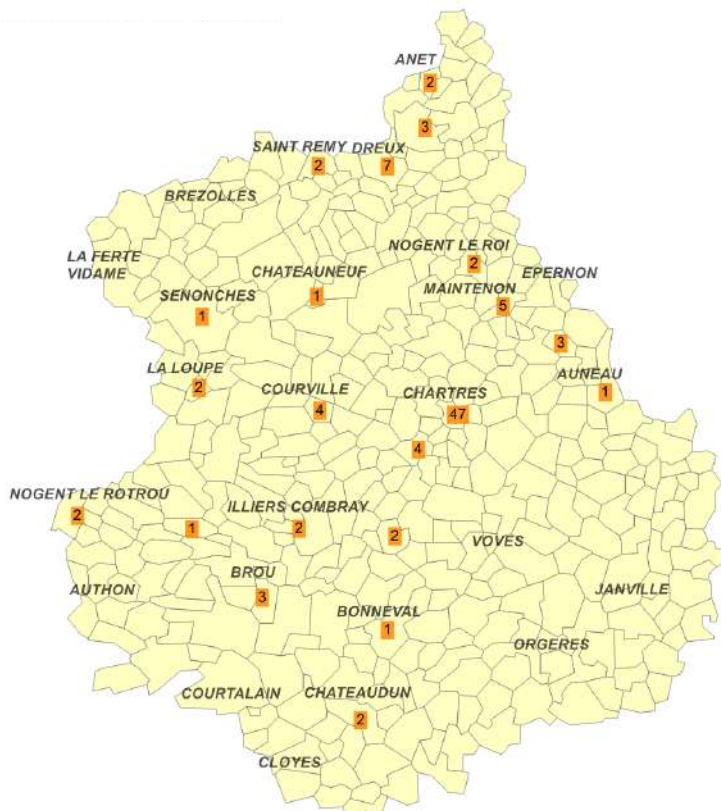 ANET
2
3
SAINT REMY DREUX
2 7
BREZOLLES
NOGENT LE ROI
LA FERTE
VIDAME
CHATEAUNEUF
2
EPERNON
SENONCHES
1
MAINTENON
1
5
3
LA LOUPE
AUNEAU
2
COURVILLE
CHARTRES
1
4
47
4
NOGENT LE ROTROU
ILLIERS COMBRAY
2
1
2
2
VOVES
BROU
AUTHON
JANVILLE
3
BONNEVAL
1
ORGERES
COURTALAIN
CHATEAUDUN
2
CLOYES